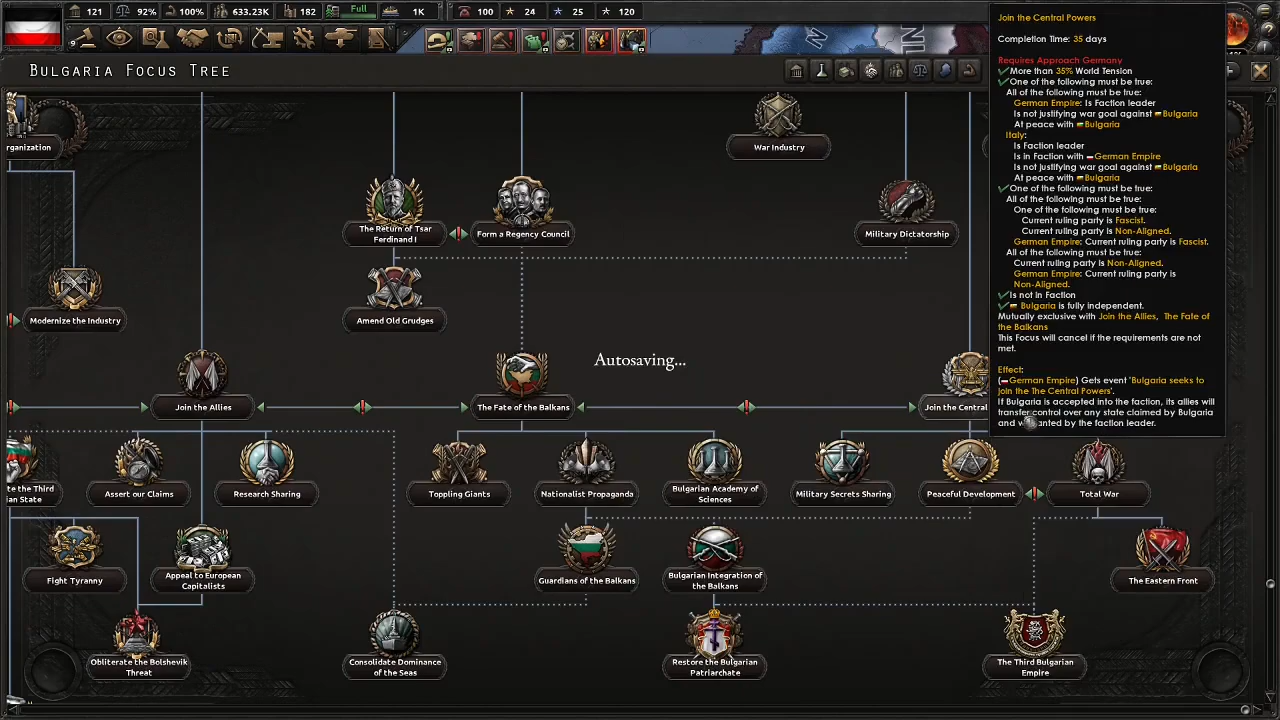 121
92%
100%
633.23K
182
Full
1K
100
24
25
120
9
BULGARIA FOCUS TREE
Join the Central Powers
Completion Time: 35 days
Requires Approach Germany
More than 35% World Tension
One of the following must be true:
All of the following must be true:
German Empire: Is Faction leader
Is not justifying war goal against Bulgaria
At peace with Bulgaria
Italy:
Is Faction leader
Is in Faction with German Empire
Is not justifying war goal against Bulgaria
At peace with Bulgaria
One of the following must be true:
All of the following must be true:
One of the following must be true:
Current ruling party is Fascist.
Current ruling party is Non-Aligned.
German Empire: Current ruling party is Fascist.
All of the following must be true:
Current ruling party is Non-Aligned.
German Empire: Current ruling party is
Non-Aligned.
Is not in Faction
Bulgaria is fully independent.
Mutually exclusive with Join the Allies, The Fate of
the Balkans
This Focus will cancel if the requirements are not
met.
Effect:
(German Empire) Gets event 'Bulgaria seeks to
join the The Central Powers'.
If Bulgaria is accepted into the faction, its allies will
transfer control over any state claimed by Bulgaria
and wanted by the faction leader.
ganization
War Industry
The Return of Tsar
Ferdinand I
Form a Regency Council
Military Dictatorship
Modernize the Industry
Amend Old Grudges
Autosaving...
Join the Allies
The Fate of the Balkans
Join the Central
te the Third
ian State
Assert our Claims
Research Sharing
Toppling Giants
Nationalist Propaganda
Bulgarian Academy of
Sciences
Military Secrets Sharing
Peaceful Development
Total War
Fight Tyranny
Appeal to European
Capitalists
Guardians of the Balkans
Bulgarian Integration of
the Balkans
The Eastern Front
Obliterate the Bolshevik
Threat
Consolidate Dominance
of the Seas
Restore the Bulgarian
Patriarchate
The Third Bulgarian
Empire